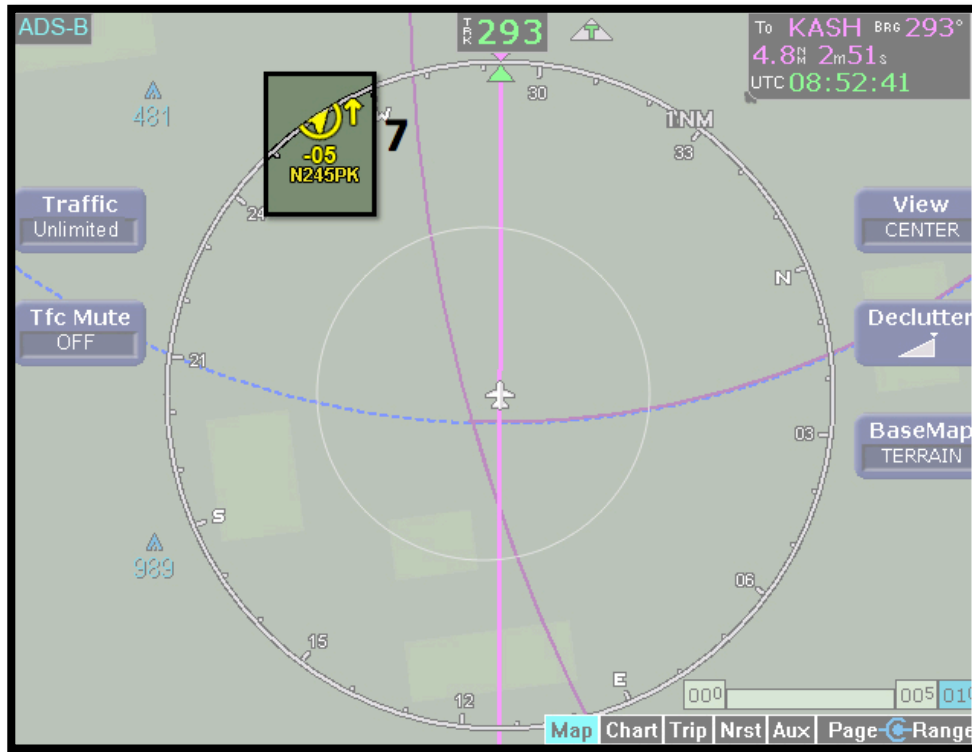 ADS-B
TRK 293
T
To KASH BRG 293°
4.8NM 2m51s
UTC 08:52:41
481
30
TNM
33
W
7
-05
N245PK
24
Traffic
Unlimited
View
CENTER
N
Tfc Mute
OFF
Declutter
21
03
BaseMap
TERRAIN
S
989
06
15
E
12
000
005
010
Map Chart Trip Nrst Aux Page Range